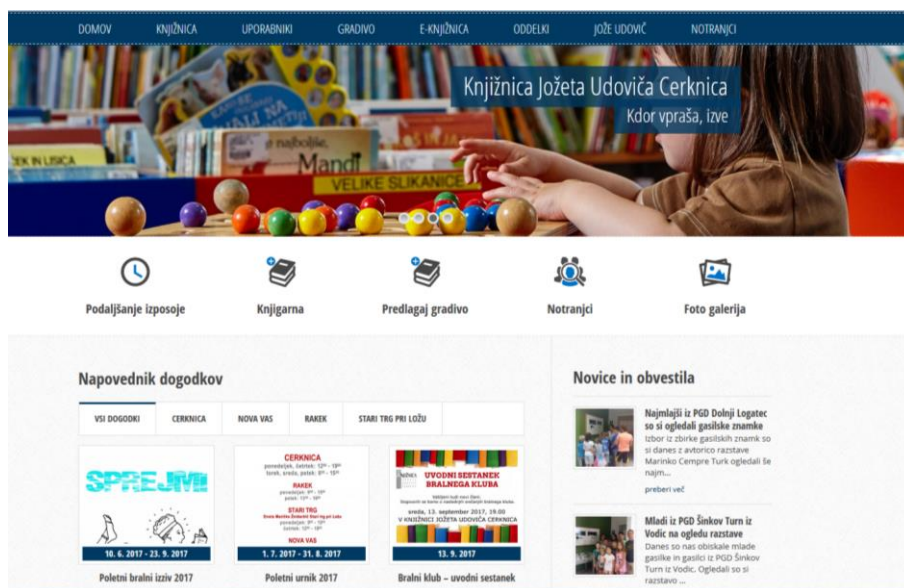 DOMOV
KNJIŽNICA
UPORABNIKI
GRADIVO
E-KNJIŽNICA
ODDELKI
JOŽE UDOVIČ
NOTRANJCI
Knjižnica Jožeta Udoviča Cerknica
Kdor vpraša, izve
najboljše,
Mandi
VELIKE SLIKANICE
Podaljšanje izposoje
Knjigarna
Predlagaj gradivo
Notranjci
Foto galerija
Napovednik dogodkov
VSI DOGODKI
CERKNICA
NOVA VAS
RAKEK
STARI TRG PRI LOŽU
SPREJMI
10. 6. 2017 - 23. 9. 2017
Poletni bralni izziv 2017
CERKNICA
RAKEK
STARI TRG
NOVA VAS
1. 7. 2017 - 31. 8. 2017
Poletni urnik 2017
UVODNI SESTANEK
BRALNEGA KLUBA
sreda, 13. september 2017, 19.00
V KNJIŽNICI JOŽETA UDOVIČA CERKNICA
13. 9. 2017
Bralni klub – uvodni sestanek
Novice in obvestila
Najmlajši iz PGD Dolnji Logatec
so si ogledali gasilske znamke
Izbor iz zbirke gasilskih znamk so
si danes z avtorico razstave
Marinko Cempre Turk ogledali še
najm...
preberi več
Mladi iz PGD Šinkov Turn iz
Vodic na ogledu razstave
Danes so nas obiskale mlade
gasilke in gasilci iz PGD Šinkov
Turn iz Vodic. Ogledali so si
razstavo ...